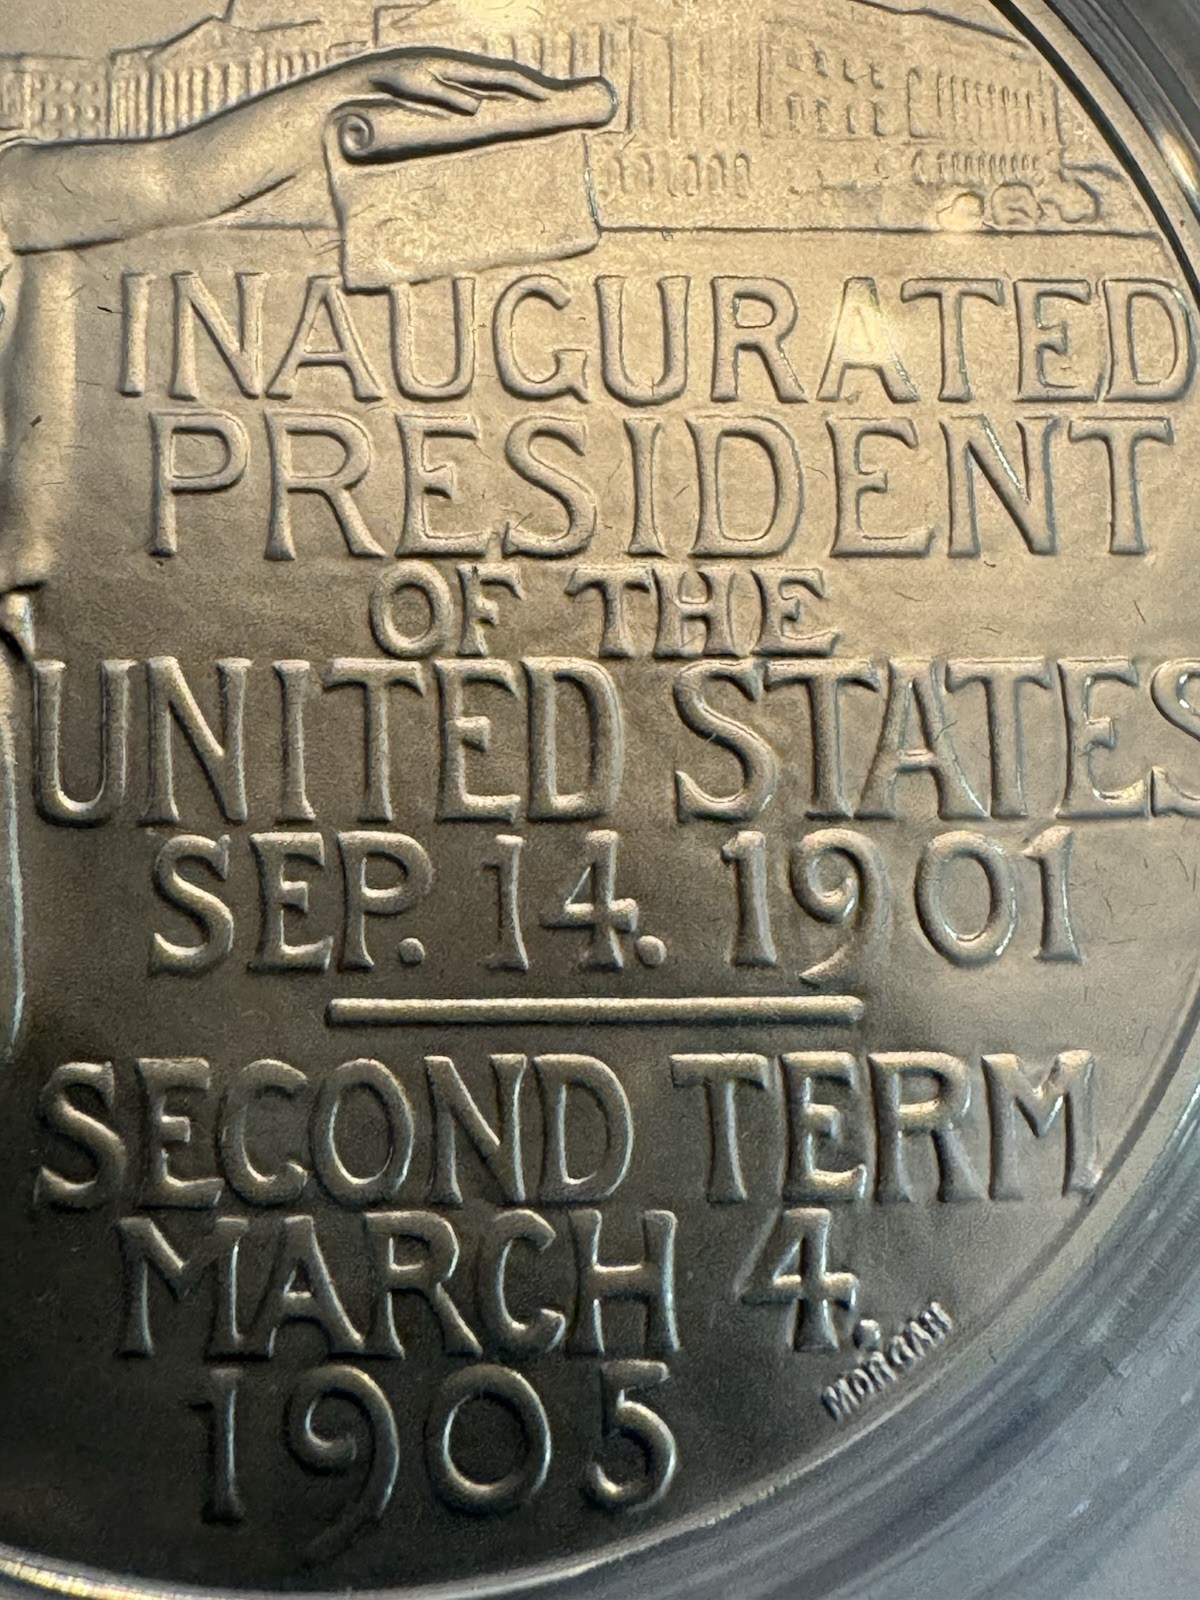 INAUGURATED
PRESIDENT
OF THE
UNITED STATES
SEP. 14. 1901
SECOND TERM
MARCH 4.
1905
MORGAN